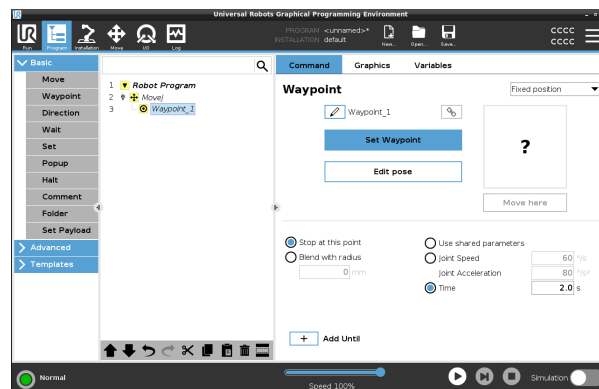 Universal Robots Graphical Programming Environment
Run
Program
Installation
Move
I/O
Log
PROGRAM <unnamed>*
INSTALLATION default
New...
Open...
Save...
CCCC
CCCC
Basic
Move
Waypoint
Direction
Wait
Set
Popup
Halt
Comment
Folder
Set Payload
Advanced
Templates
1 Robot Program
2 MoveJ
3 Waypoint_1
Command Graphics Variables
Waypoint
Fixed position
Waypoint_1
Set Waypoint
Edit pose
?
Move here
Stop at this point
Blend with radius
0 mm
Use shared parameters
Joint Speed 60 °/s
Joint Acceleration 80 °/s²
Time 2.0 s
+ Add Until
Normal
Speed 100%
Simulation